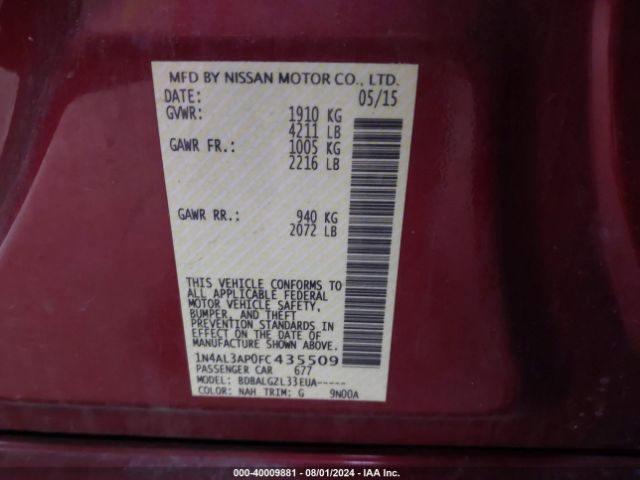 MFD BY NISSAN MOTOR CO., LTD.
DATE: 05/15
GVWR: 1910 KG
4211 LB
GAWR FR.: 1005 KG
2216 LB
GAWR RR.: 940 KG
2072 LB
THIS VEHICLE CONFORMS TO
ALL APPLICABLE FEDERAL
MOTOR VEHICLE SAFETY,
BUMPER, AND THEFT
PREVENTION STANDARDS
IN EFFECT ON THE DATE OF
MANUFACTURE SHOWN ABOVE.
1N4AL3AP0FC435509
PASSENGER CAR 677
MODEL: BDBALGZL33EUA-----
COLOR: NAH TRIM: G 9N00A
000-40009881 - 08/01/2024 - IAA Inc.